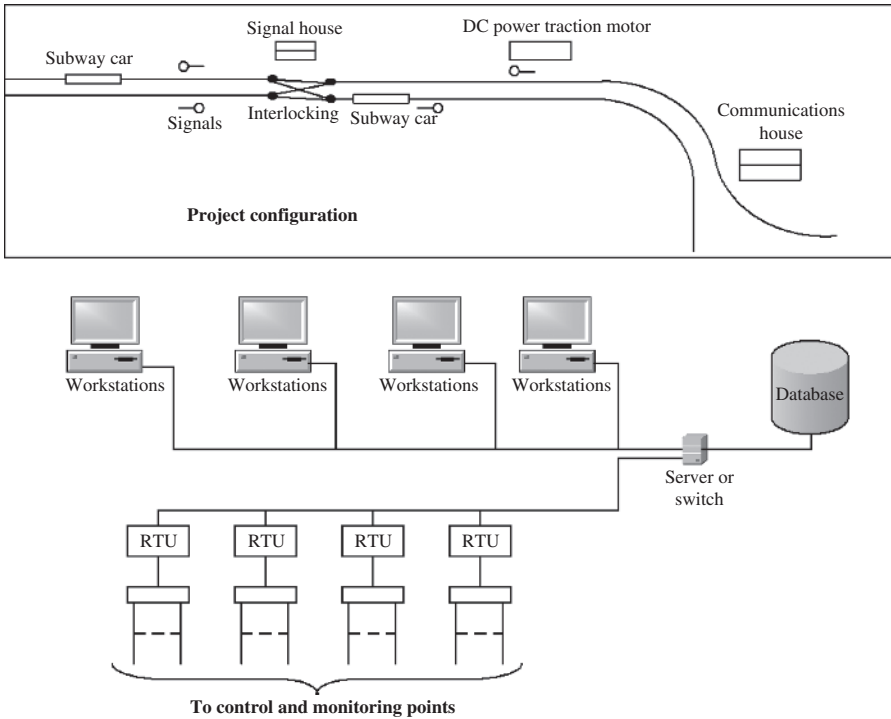 Signal house
DC power traction motor
Subway car
Signals
Interlocking
Subway car
Communications
house
Project configuration
Workstations
Workstations
Workstations
Workstations
Database
Server or
switch
RTU
RTU
RTU
RTU
To control and monitoring points